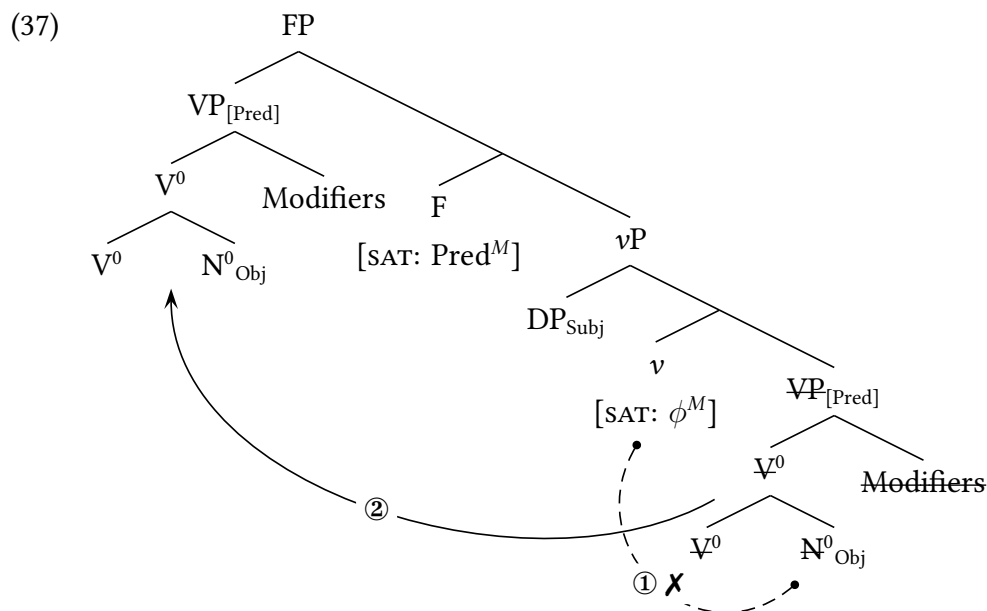 (37)
FP
VP[Pred]
V⁰ Modifiers F
[SAT: Predᴹ] vP
V⁰ N⁰Obj
DPSubj
v VP[Pred]
[SAT: ϕᴹ]
V⁰ Modifiers
②
V⁰ N⁰Obj
① ✗